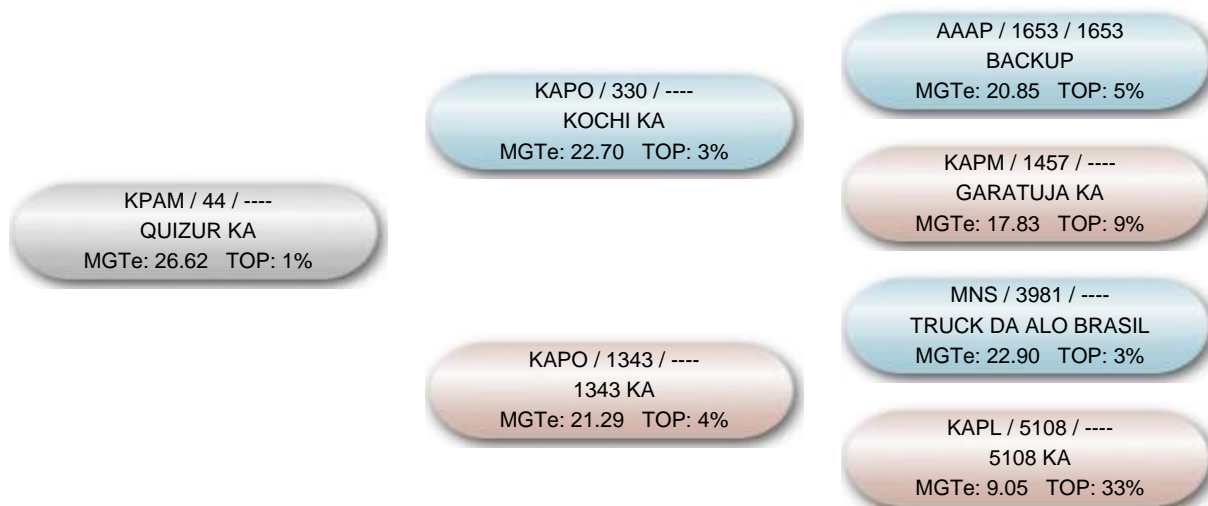 KPAM / 44 / ----
QUIZUR KA
MGTe: 26.62 TOP: 1%
KAPO / 330 / ----
KOCHI KA
MGTe: 22.70 TOP: 3%
KAPO / 1343 / ----
1343 KA
MGTe: 21.29 TOP: 4%
AAAP / 1653 / 1653
BACKUP
MGTe: 20.85 TOP: 5%
KAPM / 1457 / ----
GARATUJA KA
MGTe: 17.83 TOP: 9%
MNS / 3981 / ----
TRUCK DA ALO BRASIL
MGTe: 22.90 TOP: 3%
KAPL / 5108 / ----
5108 KA
MGTe: 9.05 TOP: 33%